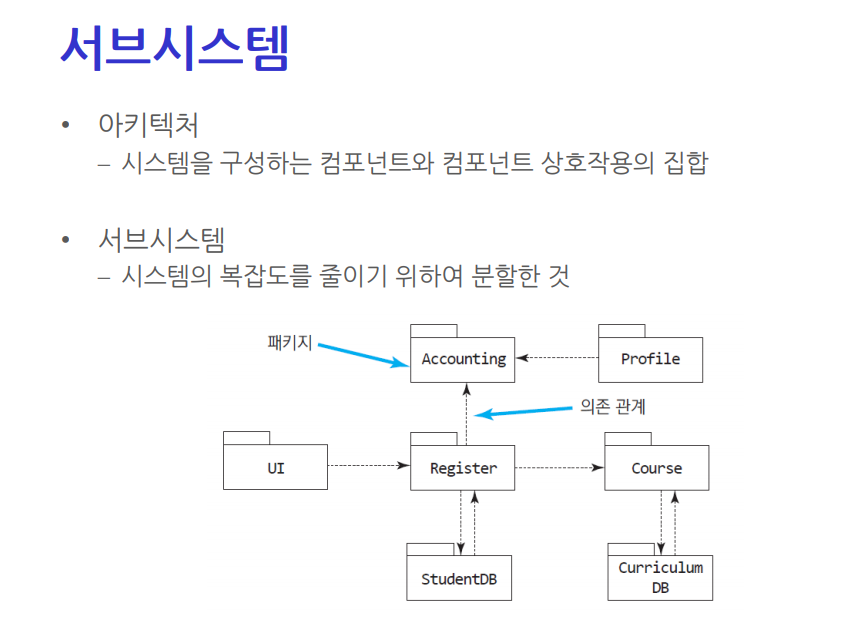 서브시스템
• 아키텍처
– 시스템을 구성하는 컴포넌트와 컴포넌트 상호작용의 집합
• 서브시스템
– 시스템의 복잡도를 줄이기 위하여 분할한 것
패키지
Accounting
Profile
의존 관계
UI
Register
Course
StudentDB
Curriculum
DB